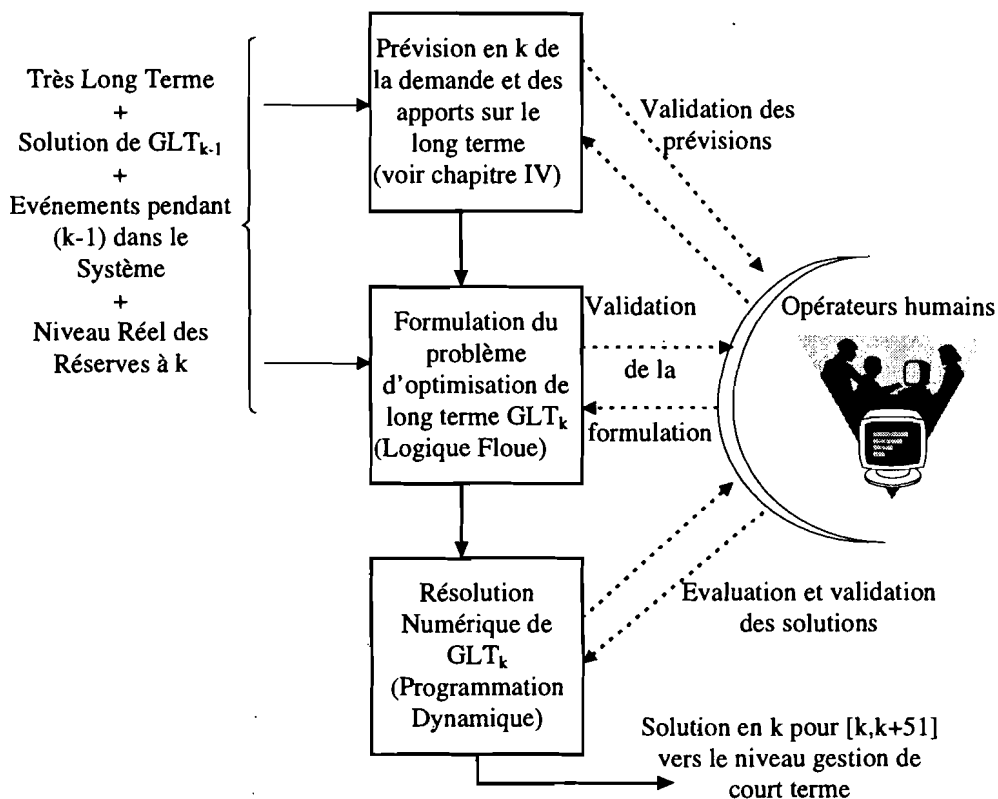 Très Long Terme
+
Solution de GLTk-1
+
Evénements pendant
(k-1) dans le
Système
+
Niveau Réel des
Réserves à k
Prévision en k de
la demande et des
apports sur le
long terme
(voir chapitre IV)
Validation des
prévisions
Formulation du
problème
d'optimisation de
long terme GLTk
(Logique Floue)
Validation
de la
formulation
Opérateurs humains
Résolution
Numérique de
GLTk
(Programmation
Dynamique)
Evaluation et validation
des solutions
Solution en k pour [k,k+51]
vers le niveau gestion de
court terme